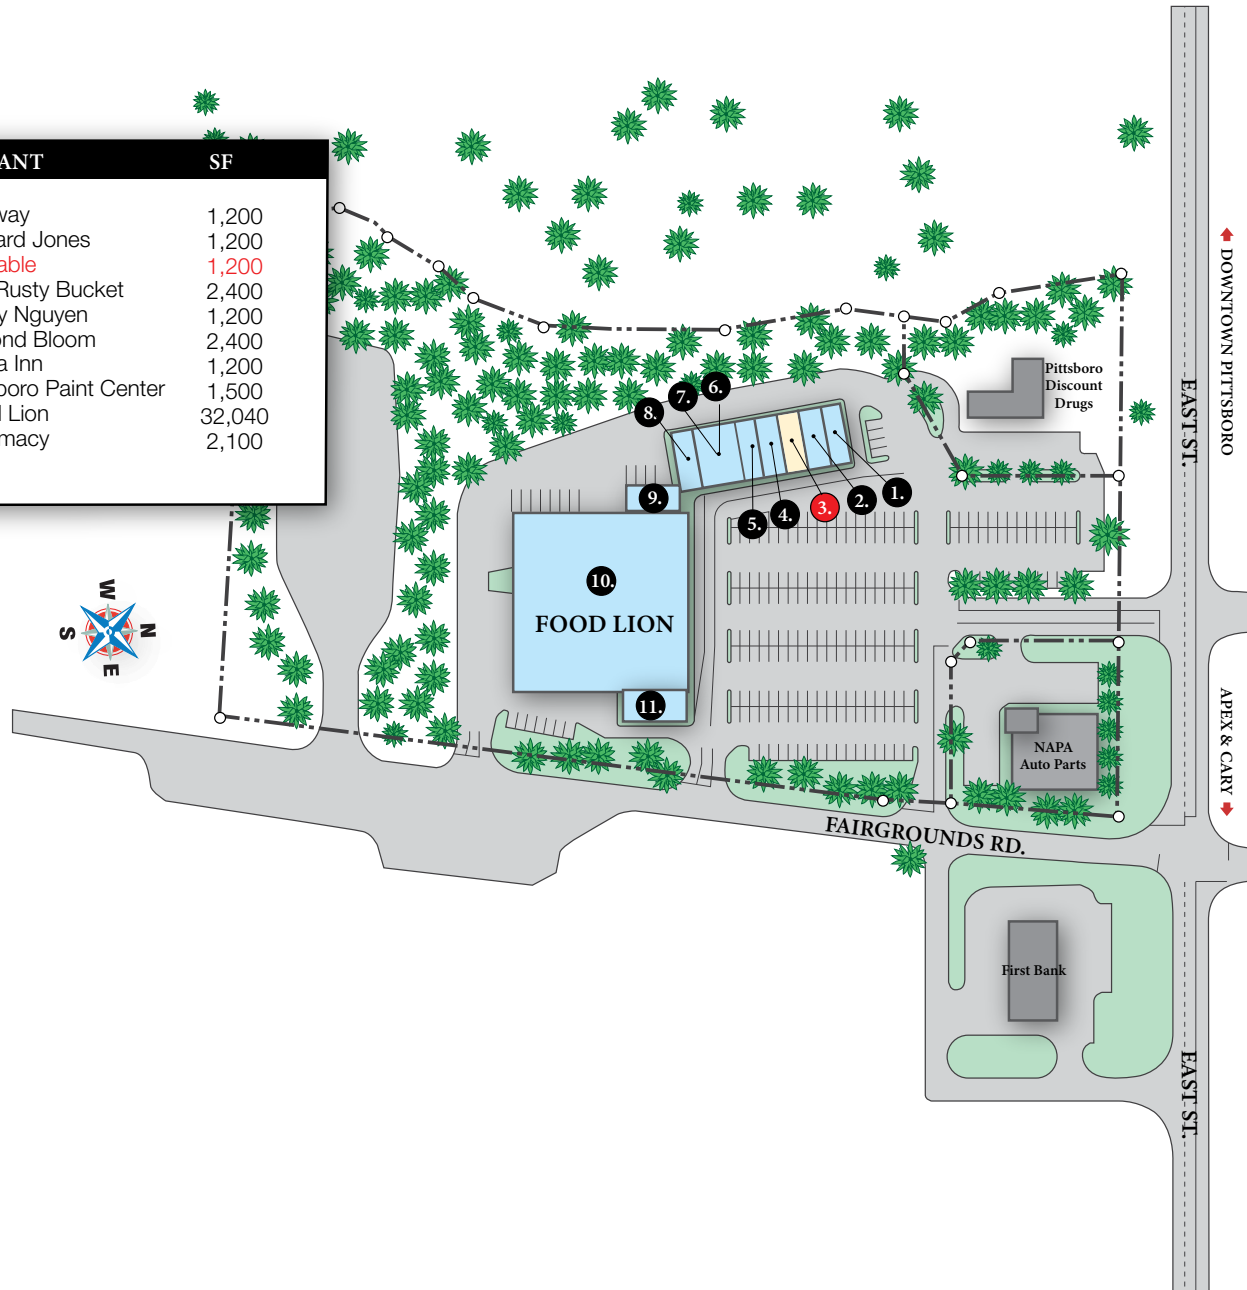 ANT SF
way 1,200
ard Jones 1,200
able 1,200
Rusty Bucket 2,400
y Nguyen 1,200
ond Bloom 2,400
a Inn 1,200
boro Paint Center 1,500
l Lion 32,040
macy 2,100
DOWNTOWN PITTSBORO
EAST ST.
Pittsboro
Discount
Drugs
6.
7.
8.
1.
2.
3.
4.
5.
9.
10.
FOOD LION
11.
W
S
N
E
APEX & CARY
NAPA
Auto Parts
FAIRGROUNDS RD.
First Bank
EAST ST.